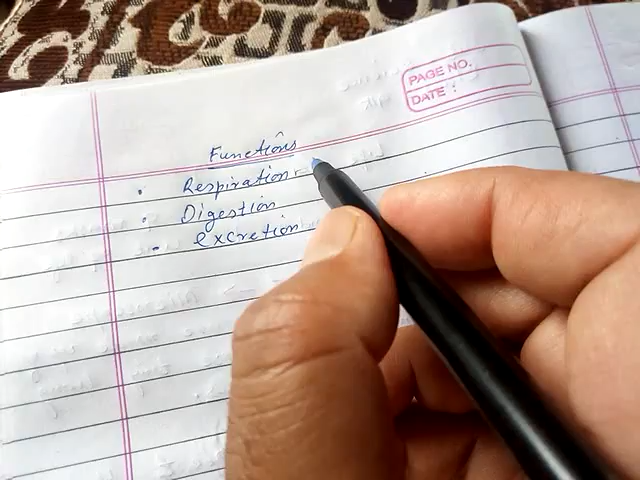 PAGE NO.
DATE :
Functions
• Respiration
• Digestion
• excretion